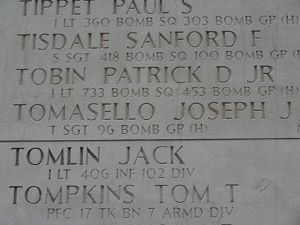 TIPPET PAUL S
1 LT 360 BOMB SQ 303 BOMB GP (H)
TISDALE SANFORD F
S SGT 418 BOMB SQ 100 BOMB GP (H)
TOBIN PATRICK D JR
1 LT 733 BOMB SQ 453 BOMB GP (H)
TOMASELLO JOSEPH J
T SGT 96 BOMB GP (H)
TOMLIN JACK
1 LT 406 INF 102 DIV
TOMPKINS TOM T
PFC 17 TK BN 7 ARMD DIV